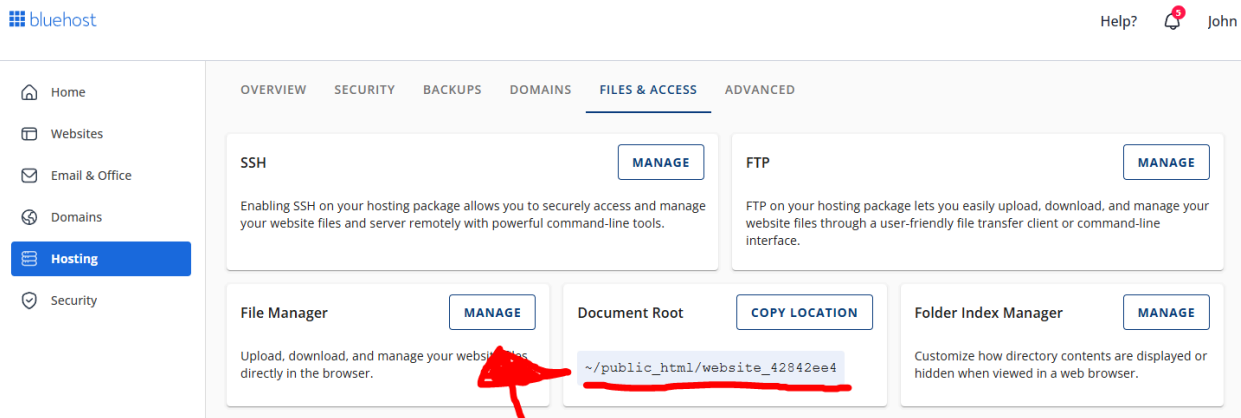 bluehost
Help?
5
John
Home
Websites
Email & Office
Domains
Hosting
Security
OVERVIEW SECURITY BACKUPS DOMAINS FILES & ACCESS ADVANCED
SSH
MANAGE
Enabling SSH on your hosting package allows you to securely access and manage
your website files and server remotely with powerful command-line tools.
FTP
MANAGE
FTP on your hosting package lets you easily upload, download, and manage your
website files through a user-friendly file transfer client or command-line
interface.
File Manager
MANAGE
Upload, download, and manage your website files
directly in the browser.
Document Root
COPY LOCATION
~/public_html/website_42842ee4
Folder Index Manager
MANAGE
Customize how directory contents are displayed or
hidden when viewed in a web browser.